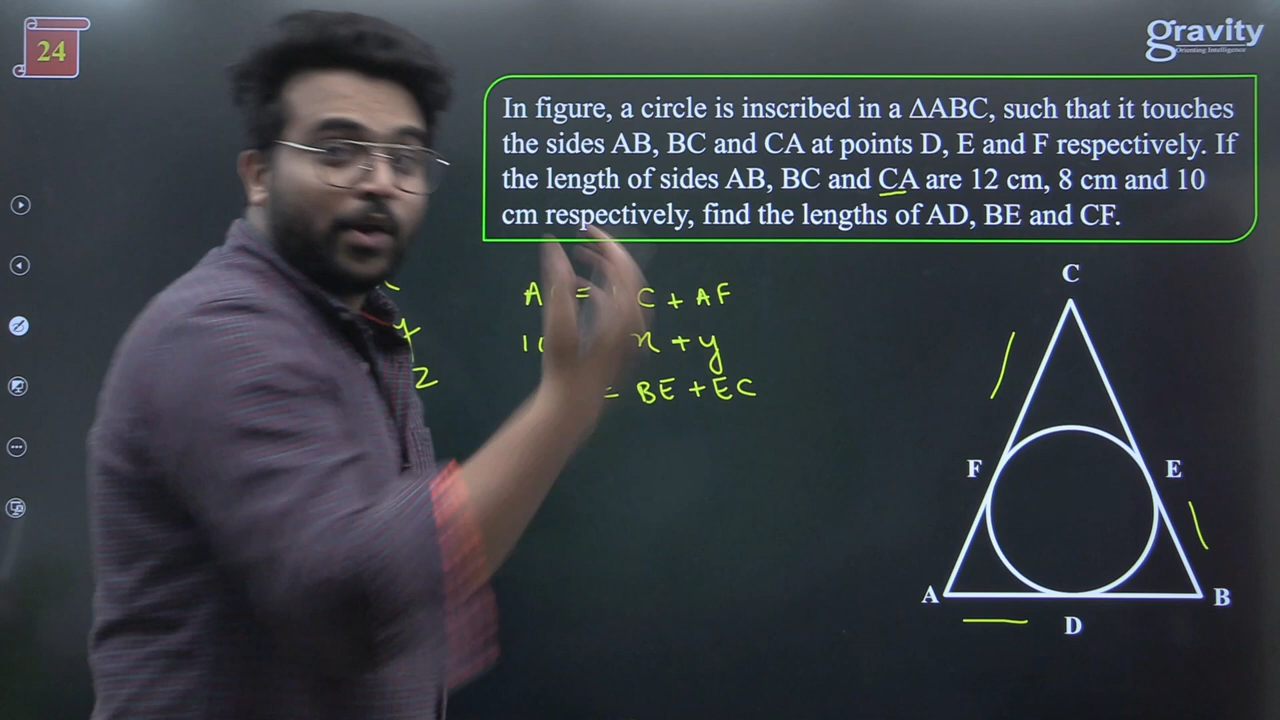 24
gravity
Orienting Intelligence
In figure, a circle is inscribed in a ΔABC, such that it touches
the sides AB, BC and CA at points D, E and F respectively. If
the length of sides AB, BC and CA are 12 cm, 8 cm and 10
cm respectively, find the lengths of AD, BE and CF.
A = C + AF
x + y
y
z
= BE + EC
C
F
E
A
B
D